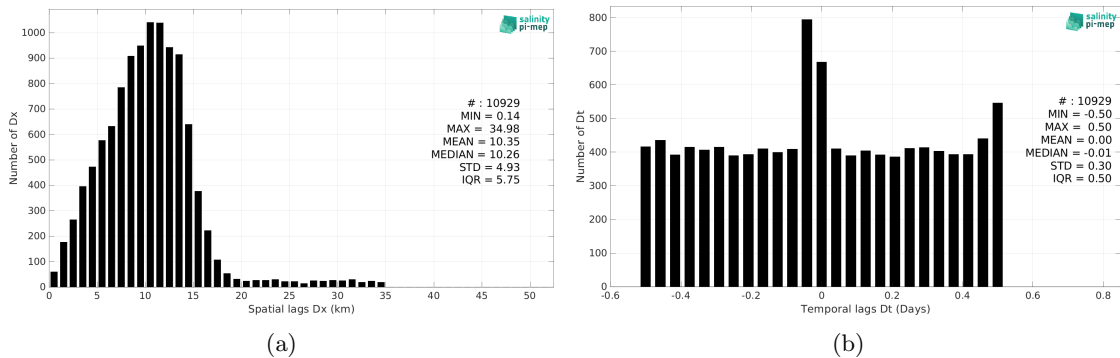 salinity
pi-mep
1000
900
800
700
600
500
400
300
200
100
0
Number of Dx
# : 10929
MIN = 0.14
MAX = 34.98
MEAN = 10.35
MEDIAN = 10.26
STD = 4.93
IQR = 5.75
0 5 10 15 20 25 30 35 40 45 50
Spatial lags Dx (km)
(a)
salinity
pi-mep
800
700
600
500
400
300
200
100
0
Number of Dt
# : 10929
MIN = -0.50
MAX = 0.50
MEAN = 0.00
MEDIAN = -0.01
STD = 0.30
IQR = 0.50
-0.6 -0.4 -0.2 0 0.2 0.4 0.6 0.8
Temporal lags Dt (Days)
(b)